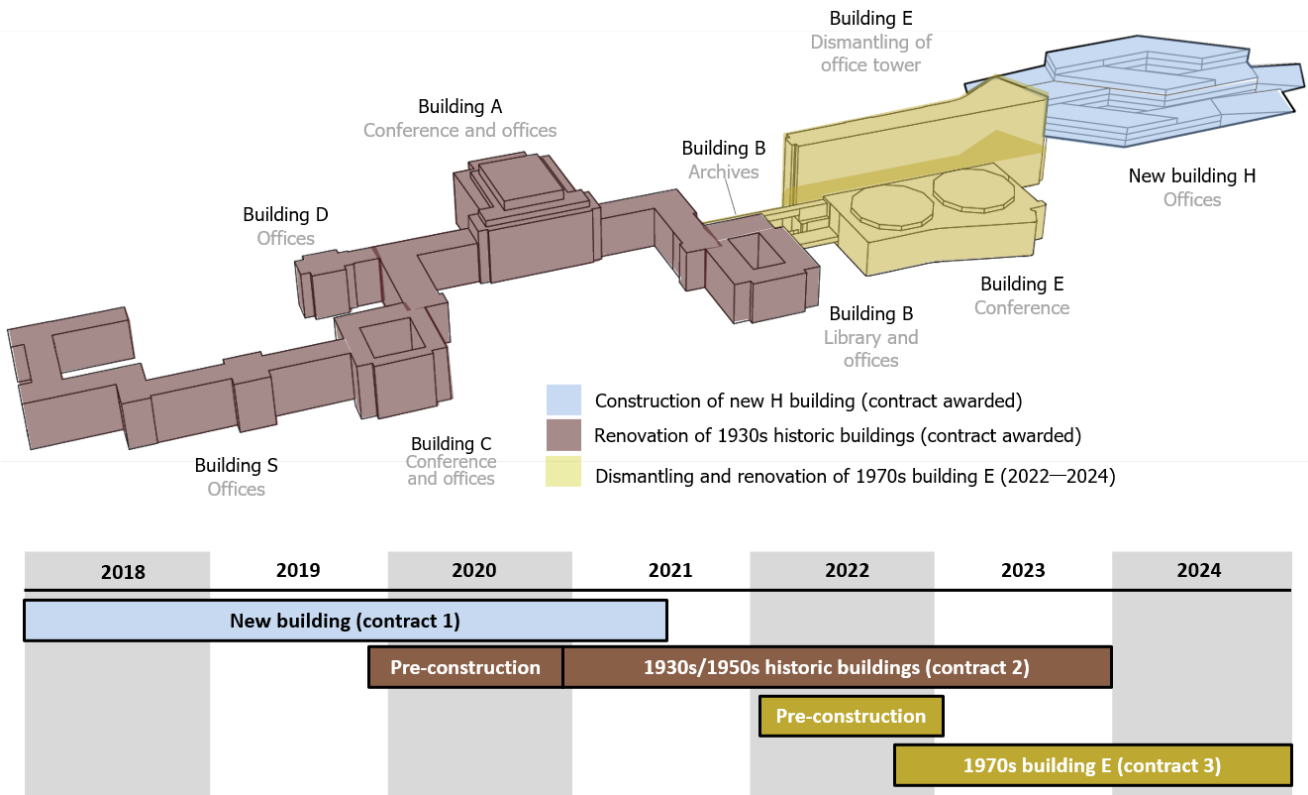 Building E
Dismantling of
office tower
Building A
Conference and offices
Building B
Archives
New building H
Offices
Building D
Offices
Building E
Conference
Building B
Library and
offices
Construction of new H building (contract awarded)
Renovation of 1930s historic buildings (contract awarded)
Dismantling and renovation of 1970s building E (2022—2024)
Building C
Conference
and offices
Building S
Offices
2018 2019 2020 2021 2022 2023 2024
New building (contract 1)
Pre-construction 1930s/1950s historic buildings (contract 2)
Pre-construction
1970s building E (contract 3)